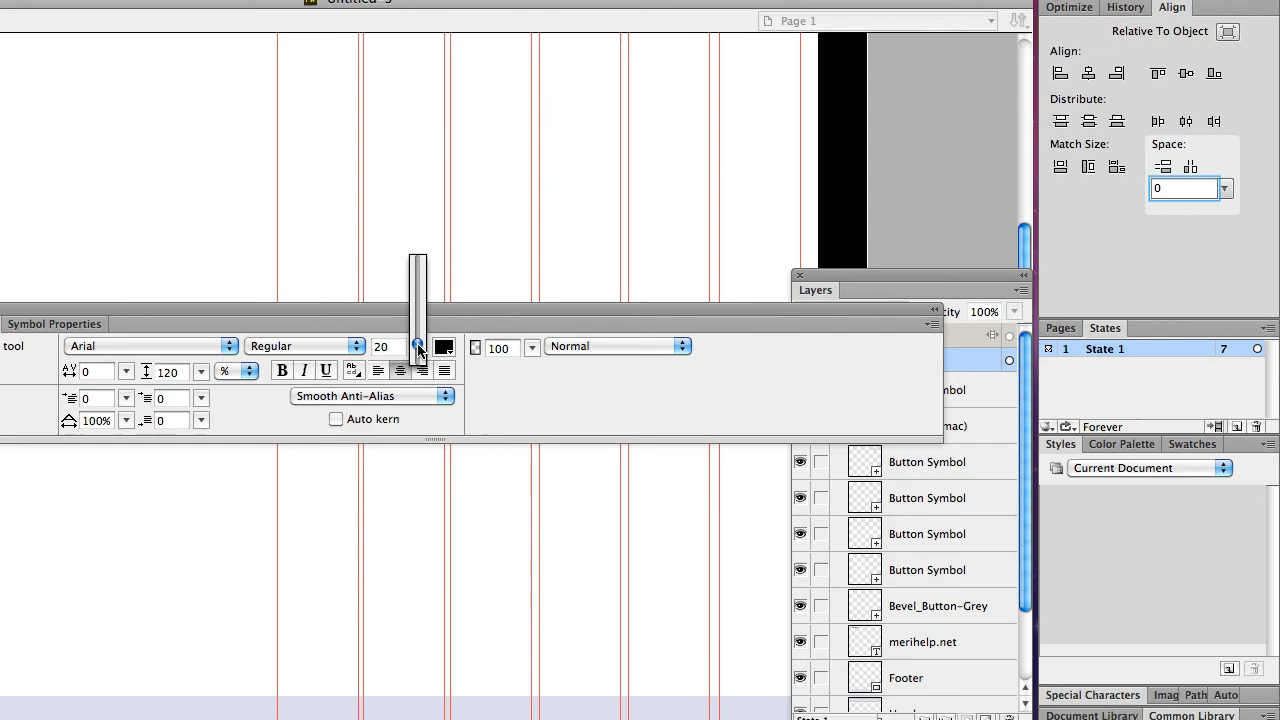 Page 1
Optimize History Align
Relative To Object
Align:
Distribute:
Match Size: Space:
0
Layers
100%
Symbol Properties
tool Arial Regular 20 100 Normal
0 120 % B I U
0 0 Smooth Anti-Alias
100% 0 Auto kern
Button Symbol
Button Symbol
Button Symbol
Button Symbol
Bevel_Button-Grey
merihelp.net
Footer
State 1
Pages States
1 State 1 7
Forever
Styles Color Palette Swatches
Current Document
Special Characters Imag Path Auto
Document Library Common Library